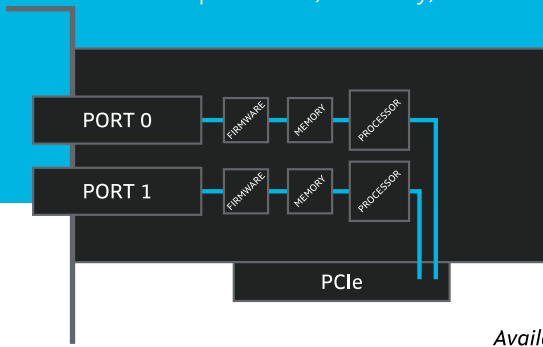 PORT 0
FIRMWARE
MEMORY
PROCESSOR
PORT 1
FIRMWARE
MEMORY
PROCESSOR
PCIe